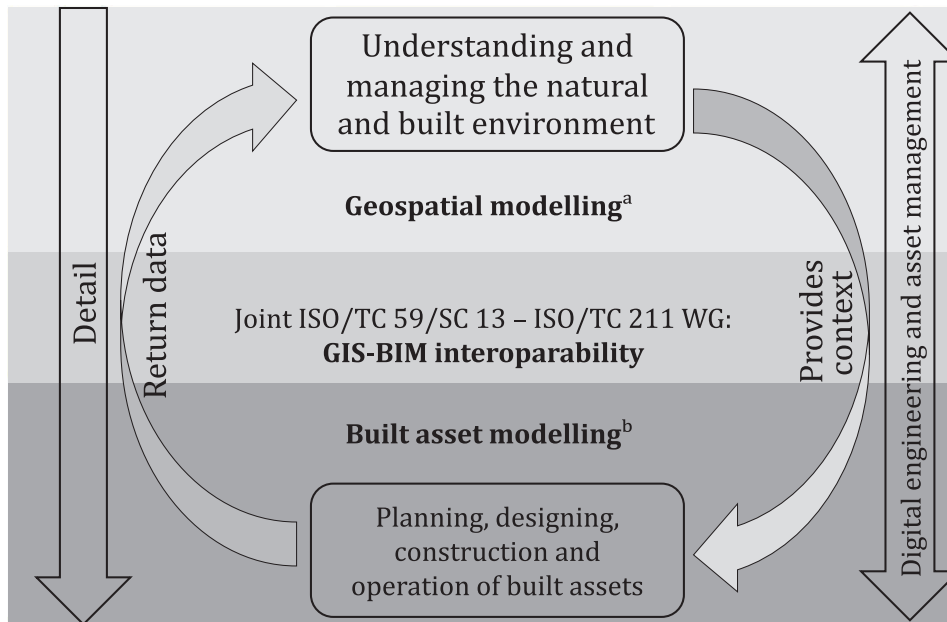 Understanding and
managing the natural
and built environment
Geospatial modellingᵃ
Detail
Return data
Joint ISO/TC 59/SC 13 – ISO/TC 211 WG:
GIS-BIM interoparability
Provides
context
Digital engineering and asset management
Built asset modellingᵇ
Planning, designing,
construction and
operation of built assets